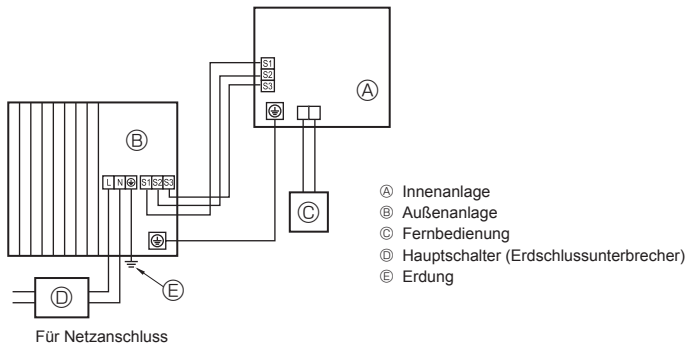 S1
S2
S3
Ⓐ
Ⓑ
L N S1 S2 S3
Ⓒ
Ⓓ
Ⓔ
Für Netzanschluss
Ⓐ Innenanlage
Ⓑ Außenanlage
Ⓒ Fernbedienung
Ⓓ Hauptschalter (Erdschlussunterbrecher)
Ⓔ Erdung